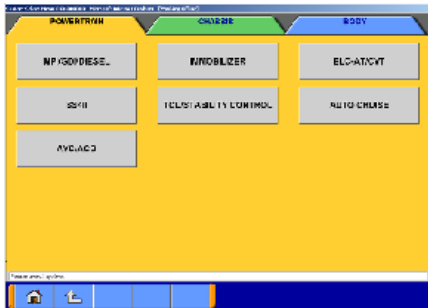 POWERTRAIN
CHASSIS
BODY
MPI/GDI/DIESEL
IMMOBILIZER
ELC-AT/CVT
SS4II
TCL/STABILITY CONTROL
AUTO CRUISE
AYC/ACD